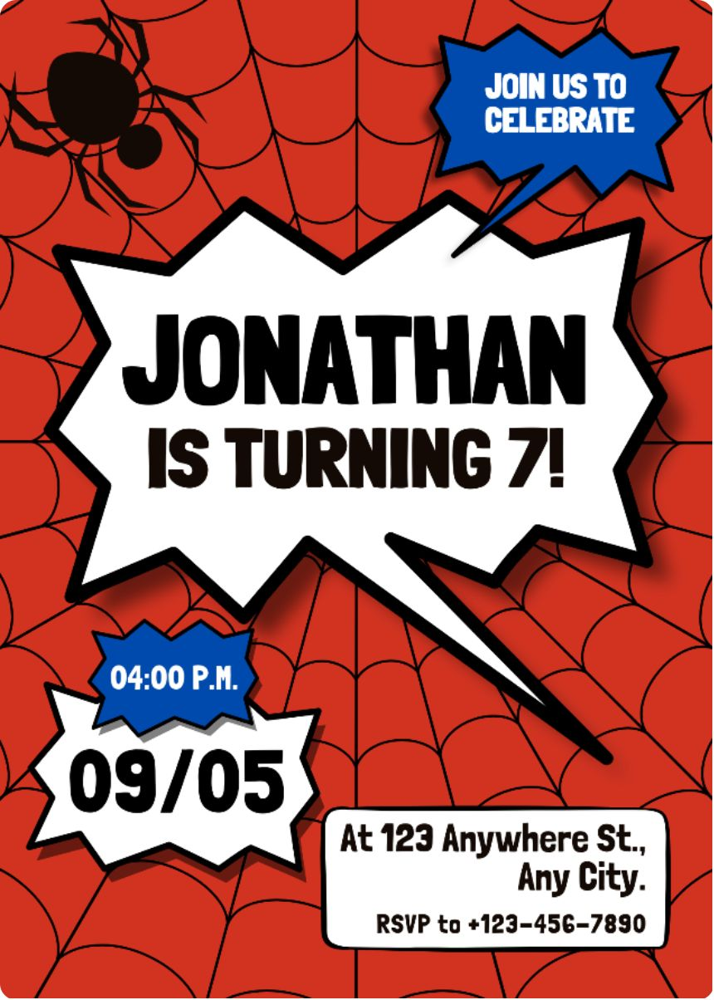 JOIN US TO
CELEBRATE
JONATHAN
IS TURNING 7!
04:00 P.M.
09/05
At 123 Anywhere St.,
Any City.
RSVP to +123-456-7890